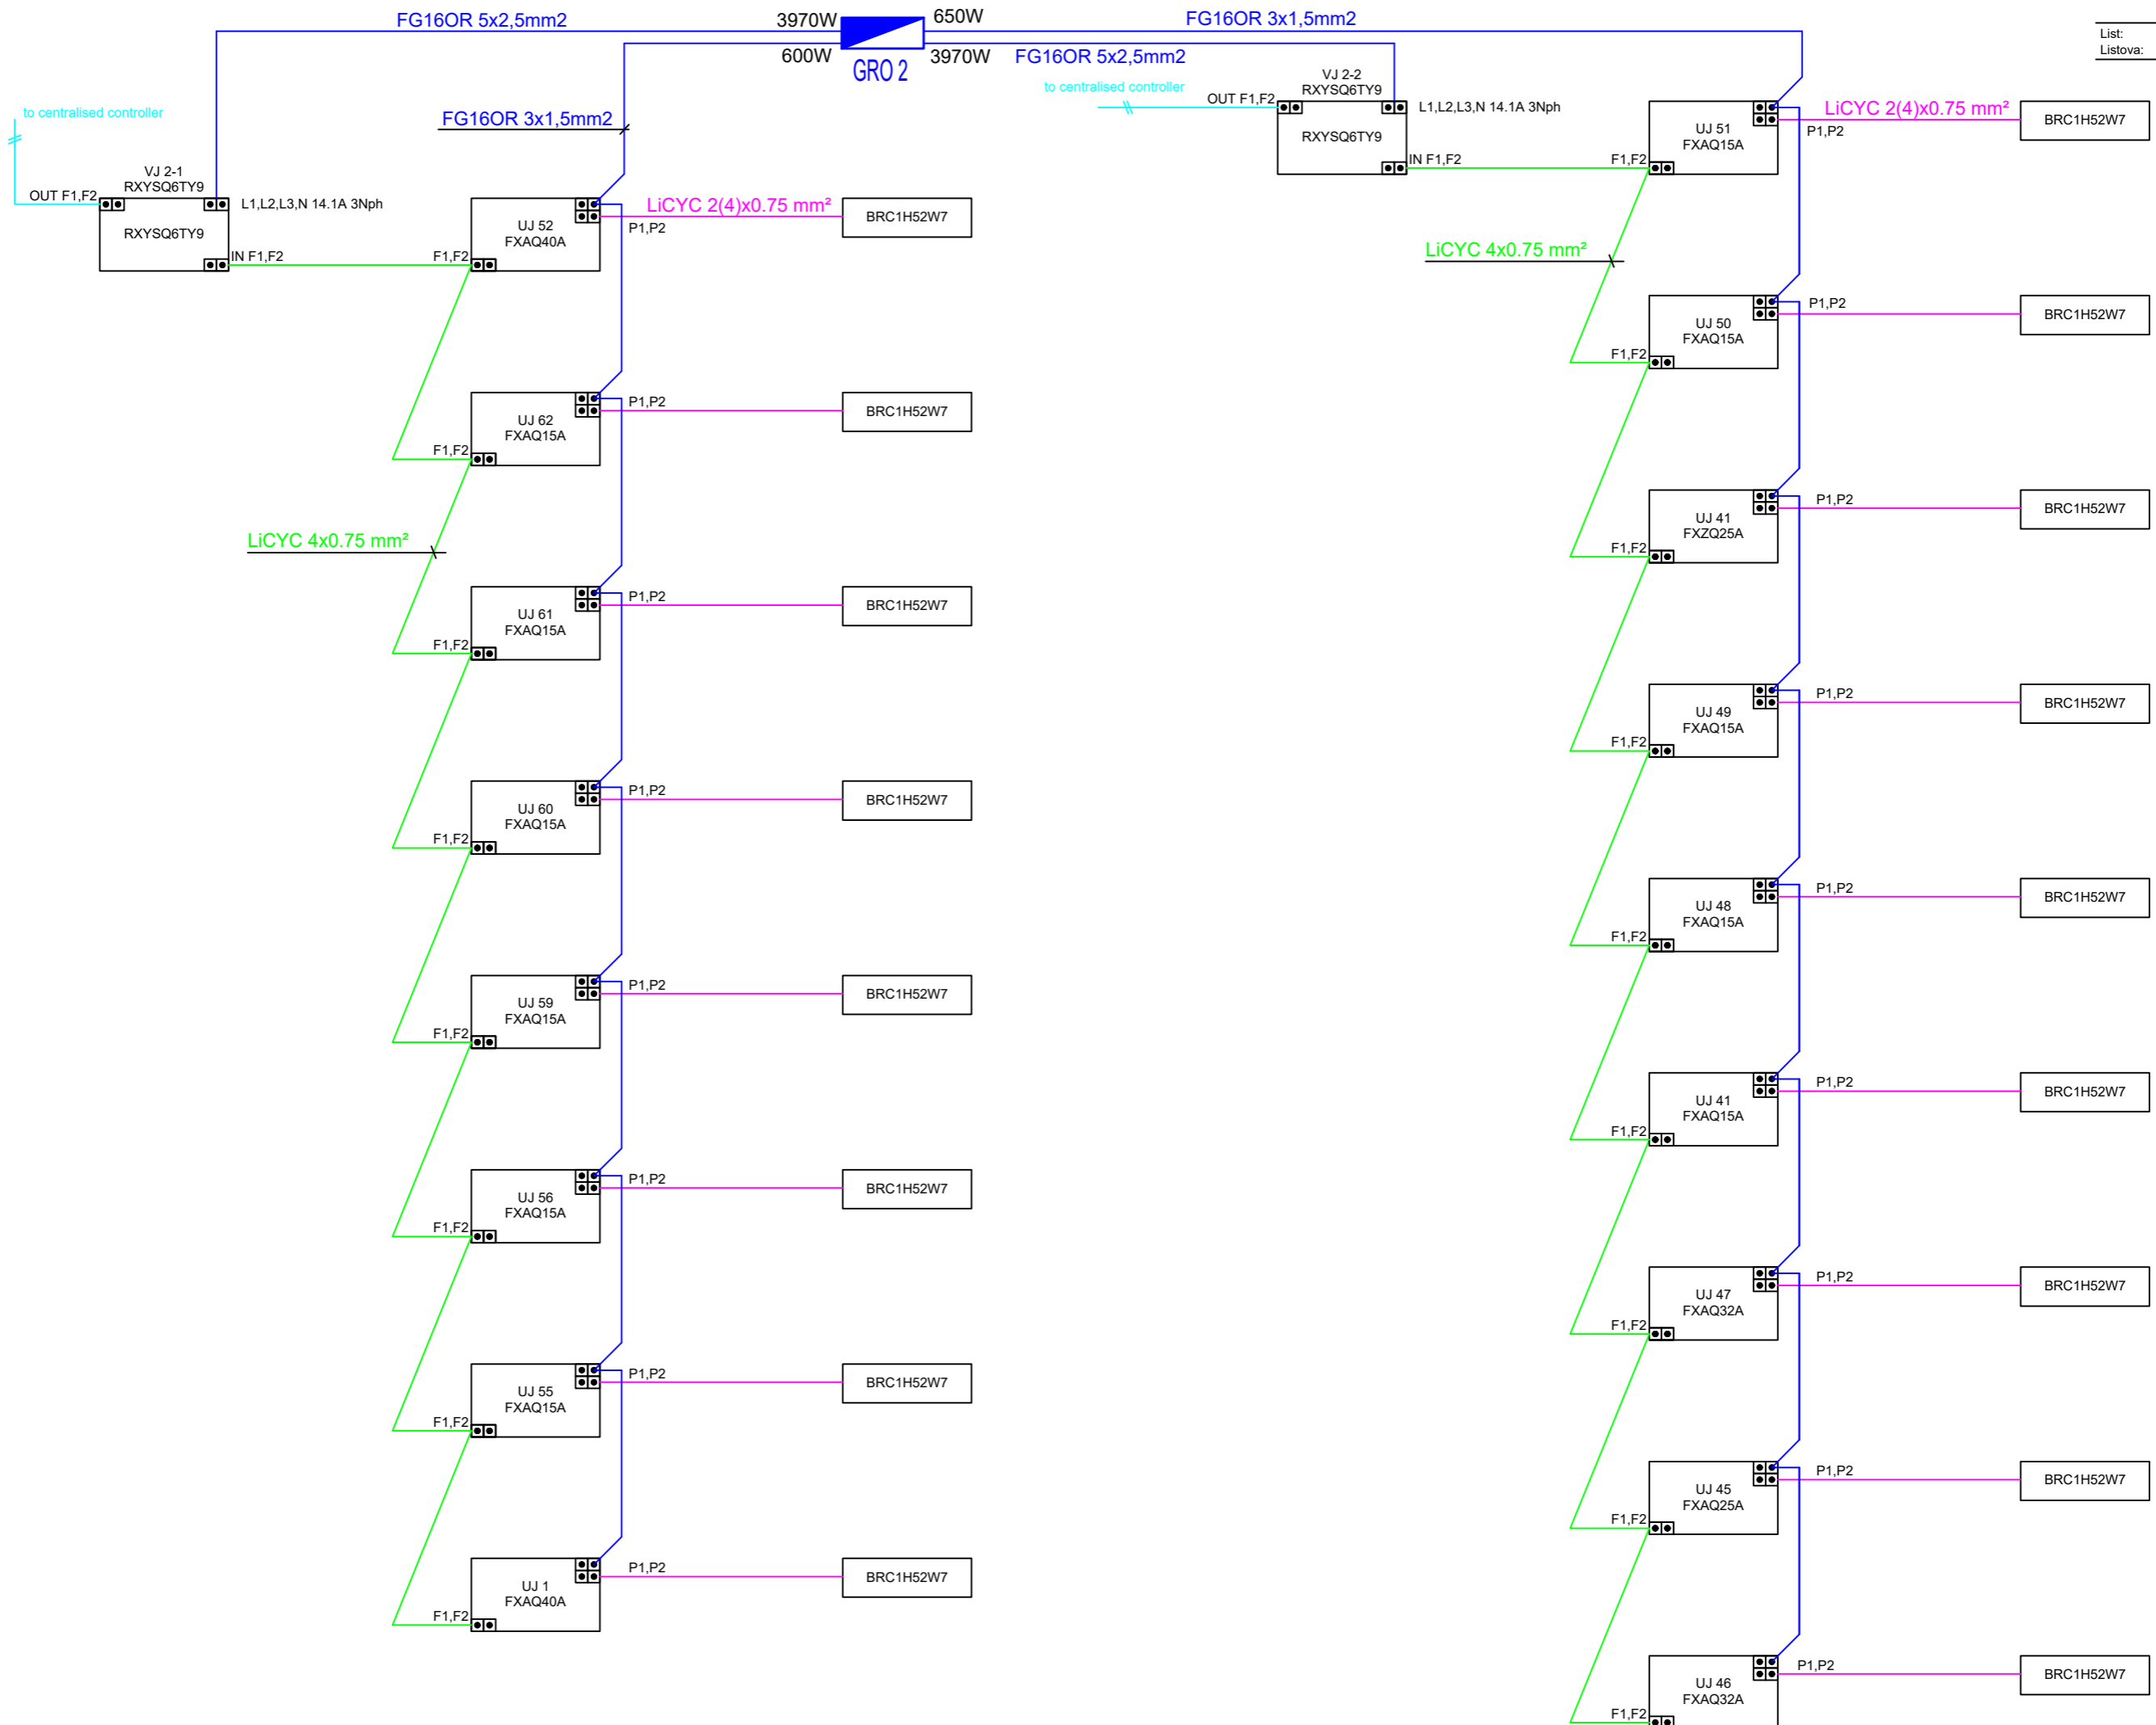 FG16OR 5x2,5mm2
3970W
650W
FG16OR 3x1,5mm2
600W
GRO 2
3970W
FG16OR 5x2,5mm2
List:
Listova:
to centralised controller
FG16OR 3x1,5mm2
VJ 2-1
RXYSQ6TY9
OUT F1,F2
L1,L2,L3,N 14.1A 3Nph
RXYSQ6TY9
IN F1,F2
F1,F2
UJ 52
FXAQ40A
LiCYC 2(4)x0.75 mm²
P1,P2
BRC1H52W7
UJ 62
FXAQ15A
P1,P2
BRC1H52W7
F1,F2
LiCYC 4x0.75 mm²
UJ 61
FXAQ15A
P1,P2
BRC1H52W7
F1,F2
UJ 60
FXAQ15A
P1,P2
BRC1H52W7
F1,F2
UJ 59
FXAQ15A
P1,P2
BRC1H52W7
F1,F2
UJ 56
FXAQ15A
P1,P2
BRC1H52W7
F1,F2
UJ 55
FXAQ15A
P1,P2
BRC1H52W7
F1,F2
UJ 1
FXAQ40A
P1,P2
BRC1H52W7
F1,F2
to centralised controller
VJ 2-2
RXYSQ6TY9
OUT F1,F2
L1,L2,L3,N 14.1A 3Nph
RXYSQ6TY9
IN F1,F2
F1,F2
UJ 51
FXAQ15A
LiCYC 2(4)x0.75 mm²
P1,P2
BRC1H52W7
LiCYC 4x0.75 mm²
UJ 50
FXAQ15A
P1,P2
BRC1H52W7
F1,F2
UJ 41
FXZQ25A
P1,P2
BRC1H52W7
F1,F2
UJ 49
FXAQ15A
P1,P2
BRC1H52W7
F1,F2
UJ 48
FXAQ15A
P1,P2
BRC1H52W7
F1,F2
UJ 41
FXAQ15A
P1,P2
BRC1H52W7
F1,F2
UJ 47
FXAQ32A
P1,P2
BRC1H52W7
F1,F2
UJ 45
FXAQ25A
P1,P2
BRC1H52W7
F1,F2
UJ 46
FXAQ32A
P1,P2
BRC1H52W7
F1,F2